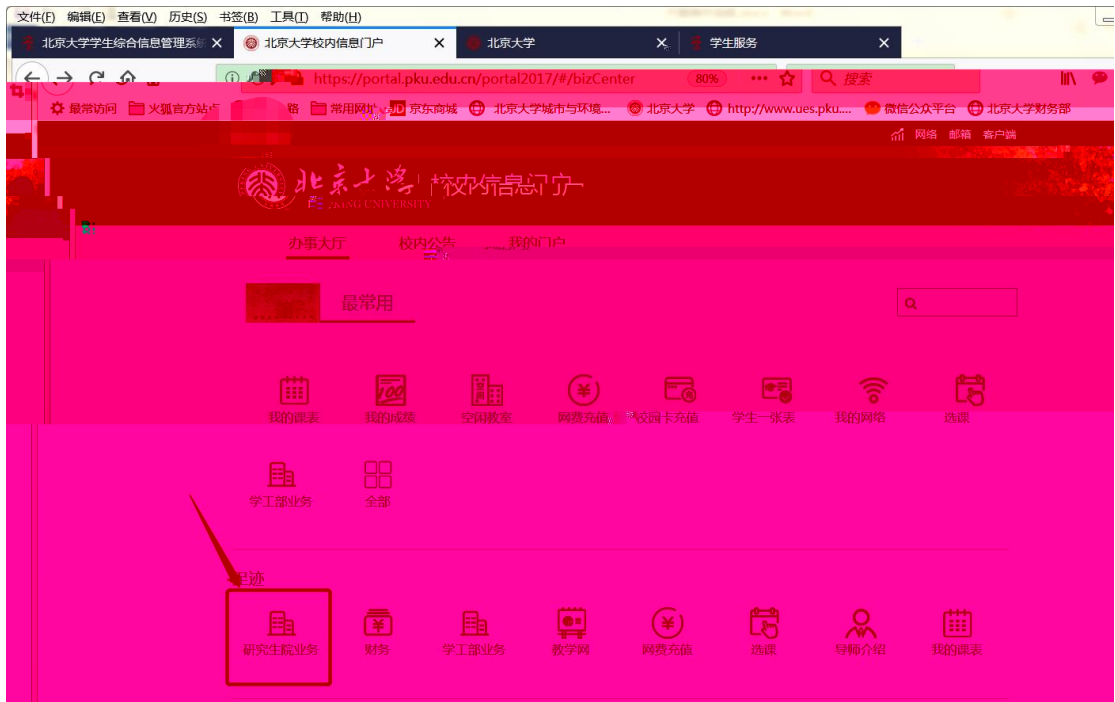 文件(F) 编辑(E) 查看(V) 历史(S) 书签(B) 工具(T) 帮助(H)
北京大学学生综合信息管理系统 北京大学校内信息门户 北京大学 学生服务
https://portal.pku.edu.cn/portal2017/#/bizCenter 80% 搜索
最常访问 火狐官方站点 常用网址 JD 京东商城 北京大学城市与环境... 北京大学 http://www.ues.pku.... 微信公众平台 北京大学财务部
网络 邮箱 客户端
北京大学 校内信息门户
PEKING UNIVERSITY
办事大厅 校内公告 我的门户
最常用
我的课表 我的成绩 空闲教室 网费充值 校园卡充值 学生一张表 我的网络 选课
学工部业务 全部
足迹
研究生院业务 财务 学工部业务 教学网 网费充值 选课 导师介绍 我的课表